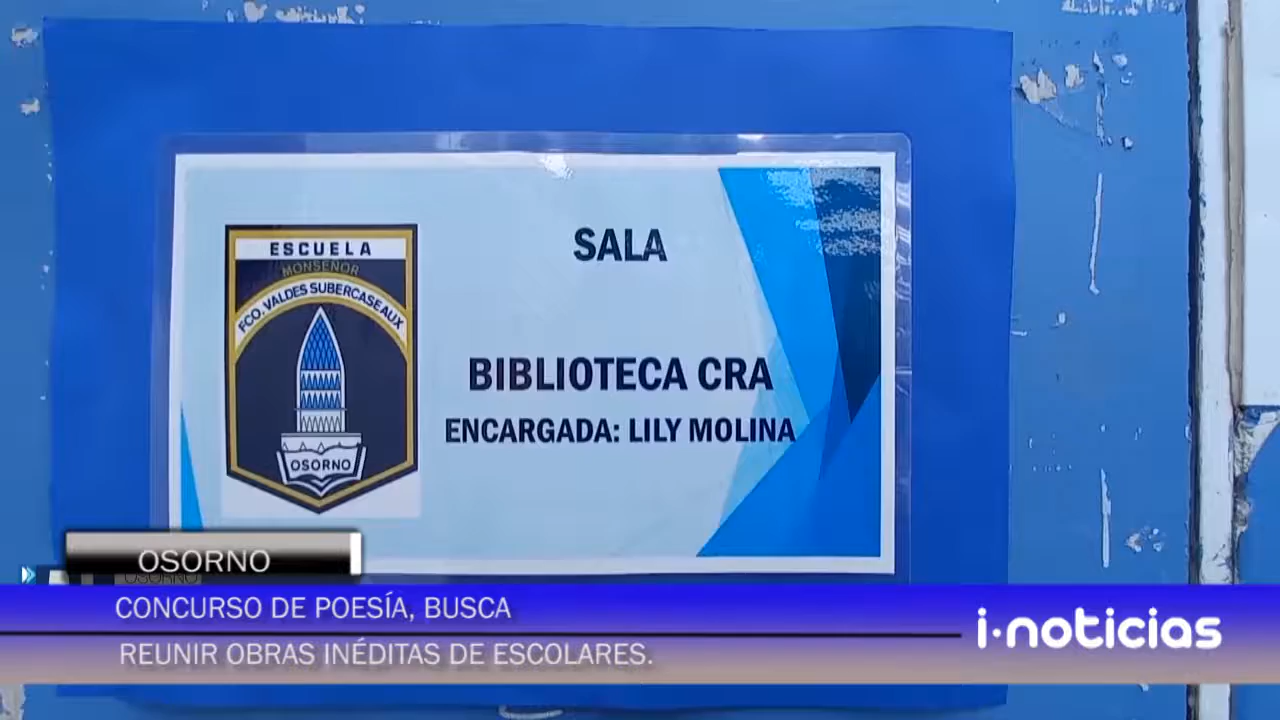 SALA
BIBLIOTECA CRA
ENCARGADA: LILY MOLINA
ESCUELA
MONSEÑOR
FCO. VALDES SUBERCASEAUX
OSORNO
OSORNO
OSORNO
CONCURSO DE POESÍA, BUSCA
REUNIR OBRAS INÉDITAS DE ESCOLARES.
i·noticias